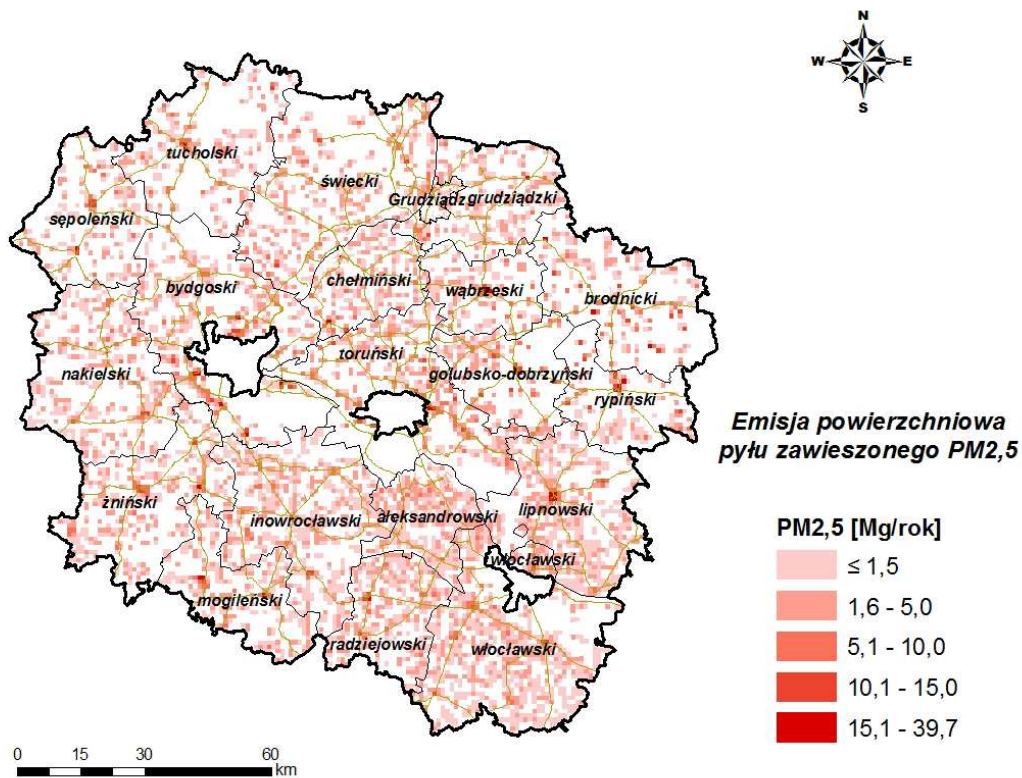 N
W E
S
6
tucholski
świecki
Grudziądz grudziądzki
sępoleński
bydgoski
chełmiński
wąbrzeski
brodnicki
toruński
nakielski
golubsko-dobrzyński
rypiński
Emisja powierzchniowa
pyłu zawieszonego PM2,5
żniński
inowrocławski
aleksandrowski
lipnowski
włocławski
mogileński
radziejowski
włocławski
PM2,5 [Mg/rok]
≤ 1,5
1,6 - 5,0
5,1 - 10,0
10,1 - 15,0
15,1 - 39,7
0 15 30 60
km